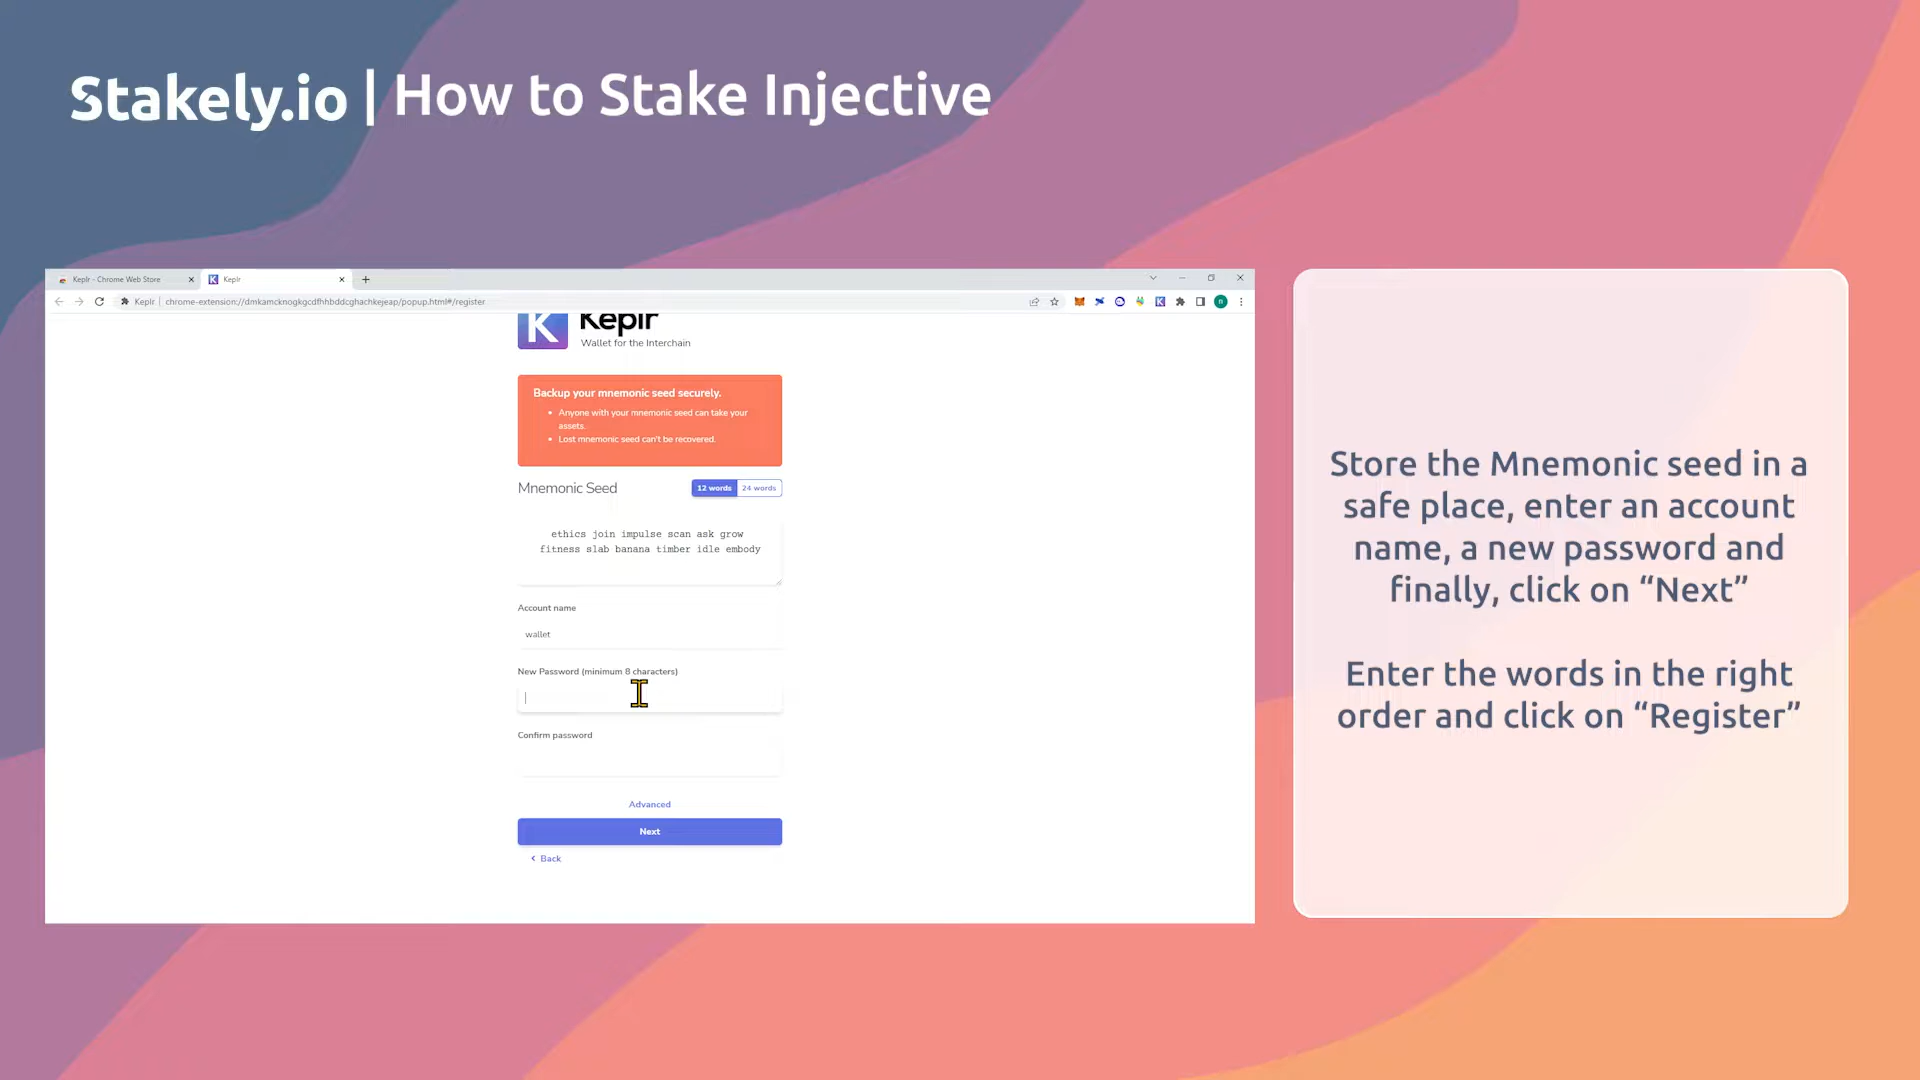 Stakely.io | How to Stake Injective
Keplr - Chrome Web Store
Keplr
Keplr | chrome-extension://dmkamcknogkgcdfhhbddcghachkejeap/popup.html#/register
Keplr
Wallet for the Interchain
Backup your mnemonic seed securely.
• Anyone with your mnemonic seed can take your
assets.
• Lost mnemonic seed can't be recovered.
Mnemonic Seed
12 words
24 words
ethics join impulse scan ask grow
fitness slab banana timber idle embody
Account name
wallet
New Password (minimum 8 characters)
Confirm password
Advanced
Next
Back
Store the Mnemonic seed in a
safe place, enter an account
name, a new password and
finally, click on “Next”
Enter the words in the right
order and click on “Register”